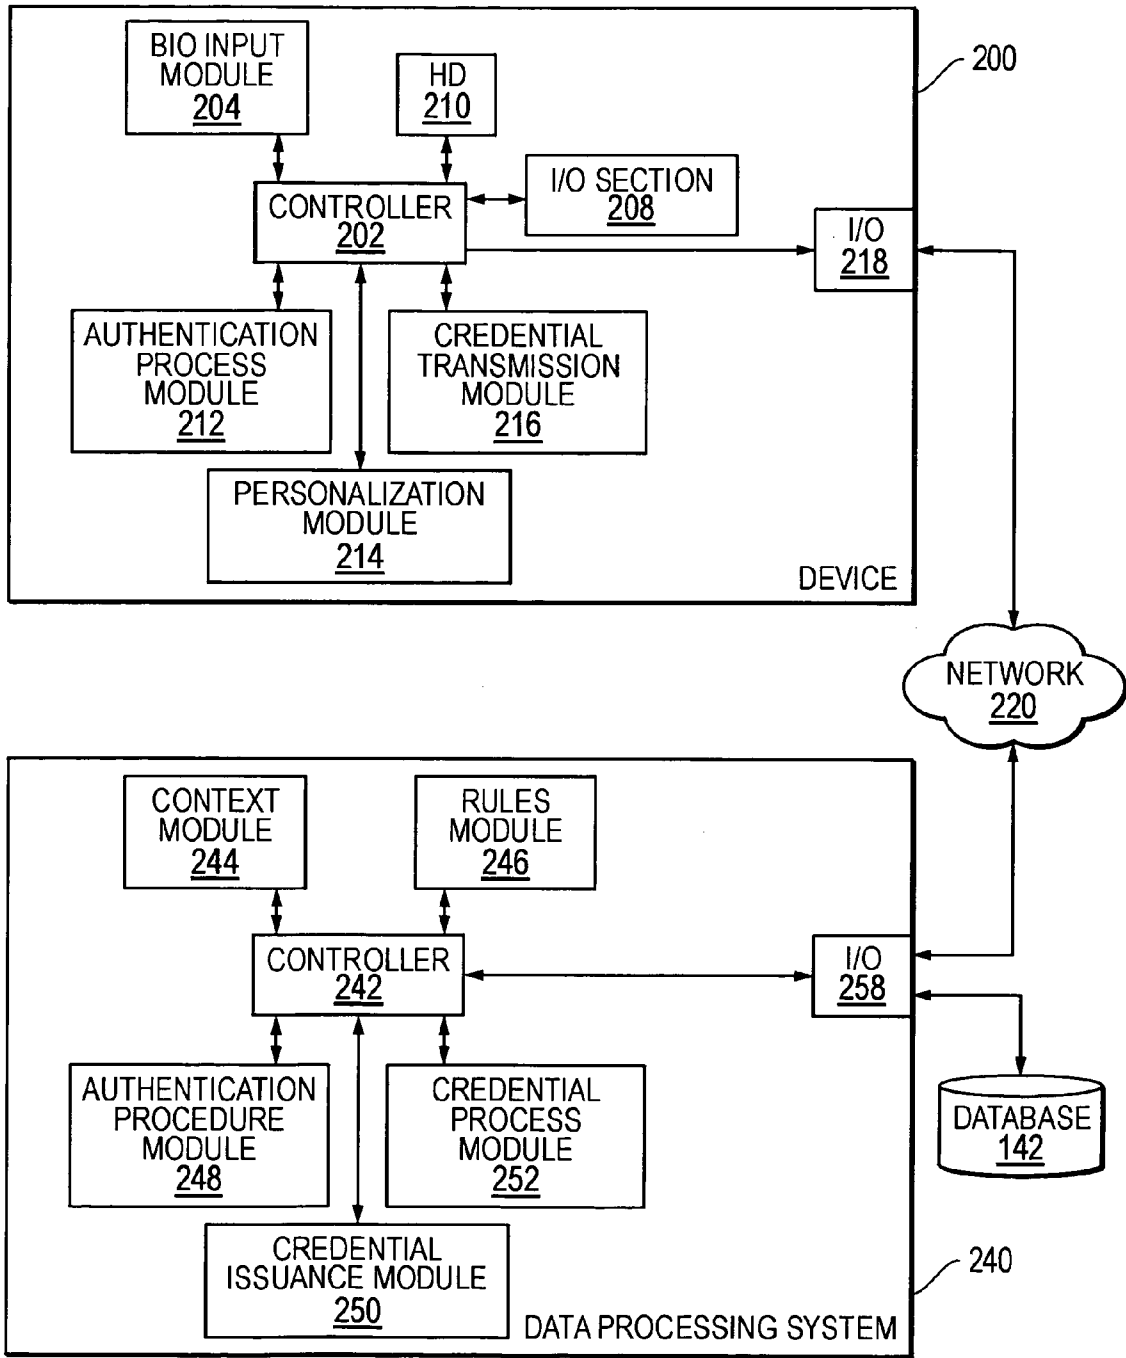 BIO INPUT
MODULE
204
HD
210
200
I/O SECTION
208
CONTROLLER
202
I/O
218
AUTHENTICATION
PROCESS
MODULE
212
CREDENTIAL
TRANSMISSION
MODULE
216
PERSONALIZATION
MODULE
214
DEVICE
NETWORK
220
CONTEXT
MODULE
244
RULES
MODULE
246
CONTROLLER
242
I/O
258
AUTHENTICATION
PROCEDURE
MODULE
248
CREDENTIAL
PROCESS
MODULE
252
DATABASE
142
CREDENTIAL
ISSUANCE MODULE
250
240
DATA PROCESSING SYSTEM